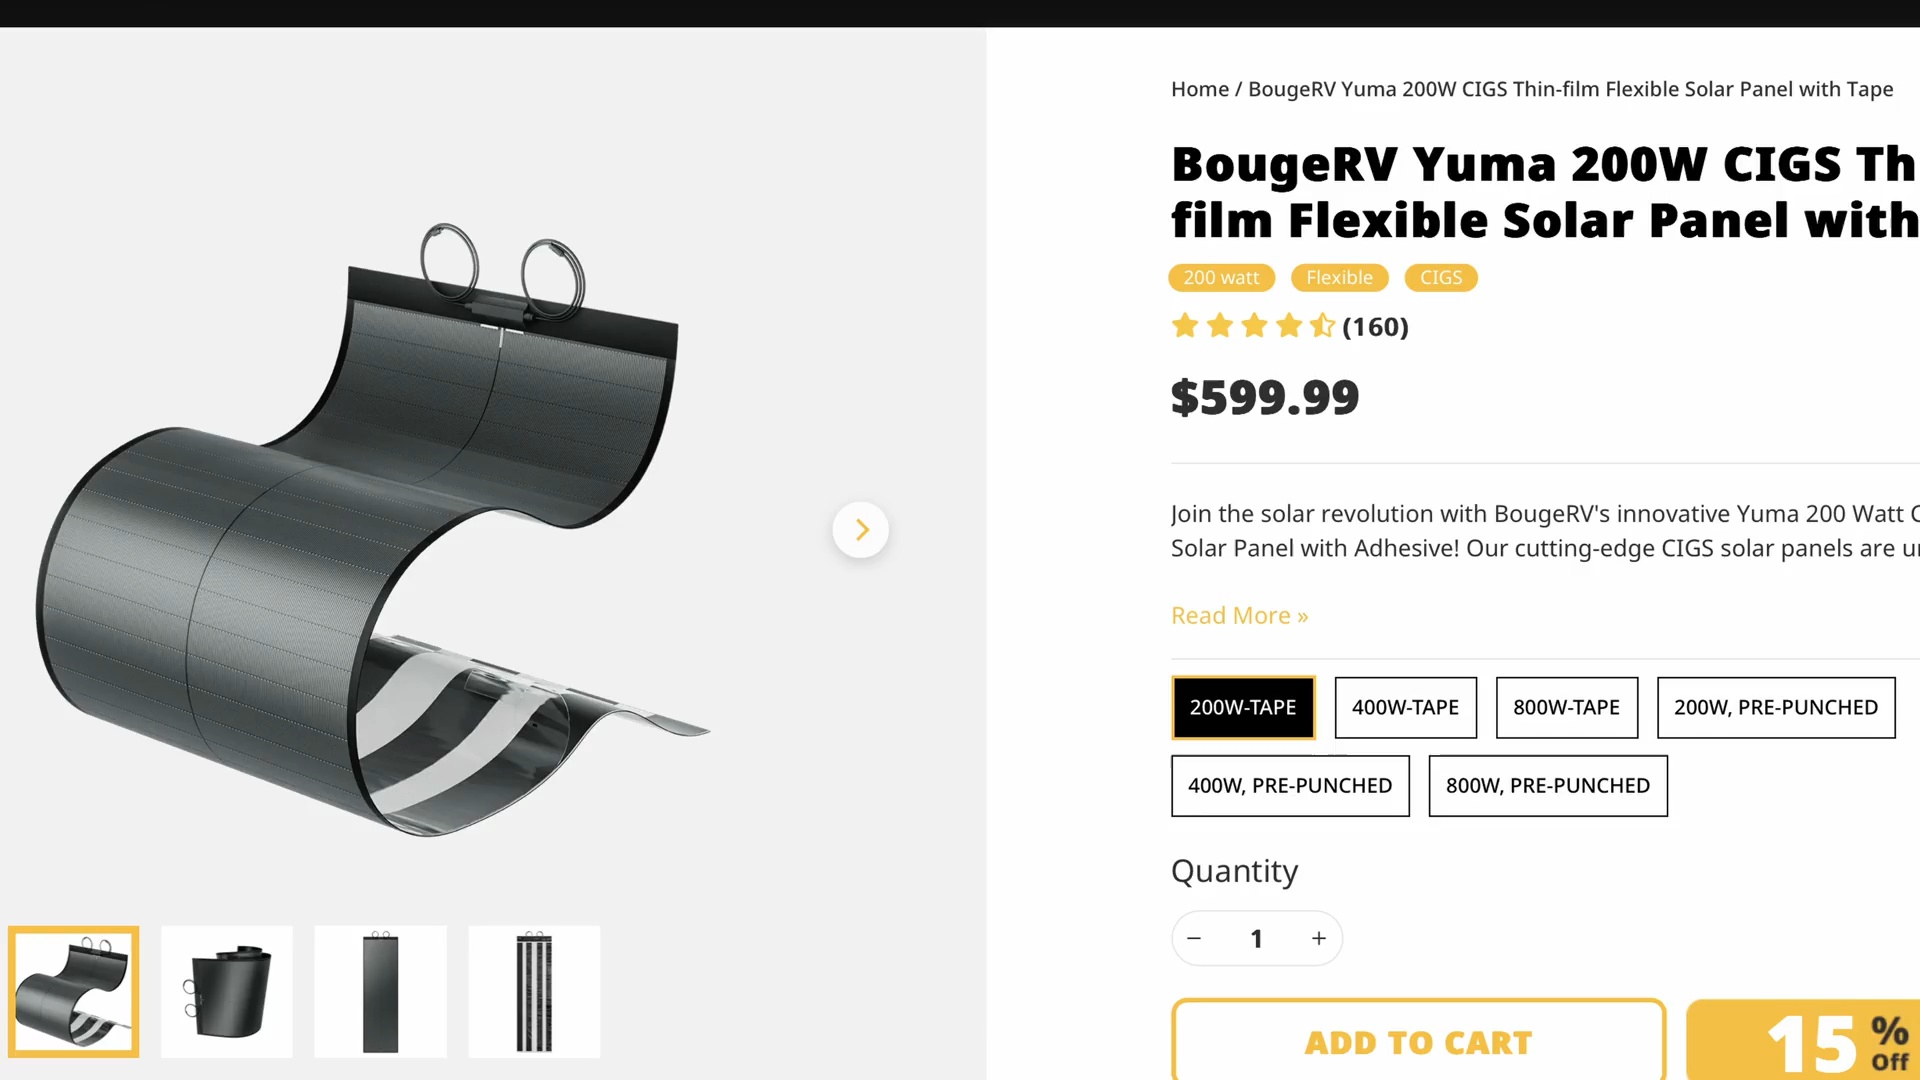 Home / BougeRV Yuma 200W CIGS Thin-film Flexible Solar Panel with Tape
BougeRV Yuma 200W CIGS Th
film Flexible Solar Panel with
200 watt Flexible CIGS
(160)
$599.99
Join the solar revolution with BougeRV's innovative Yuma 200 Watt C
Solar Panel with Adhesive! Our cutting-edge CIGS solar panels are u
Read More »
200W-TAPE 400W-TAPE 800W-TAPE 200W, PRE-PUNCHED
400W, PRE-PUNCHED 800W, PRE-PUNCHED
Quantity
− 1 +
ADD TO CART
15 % Off